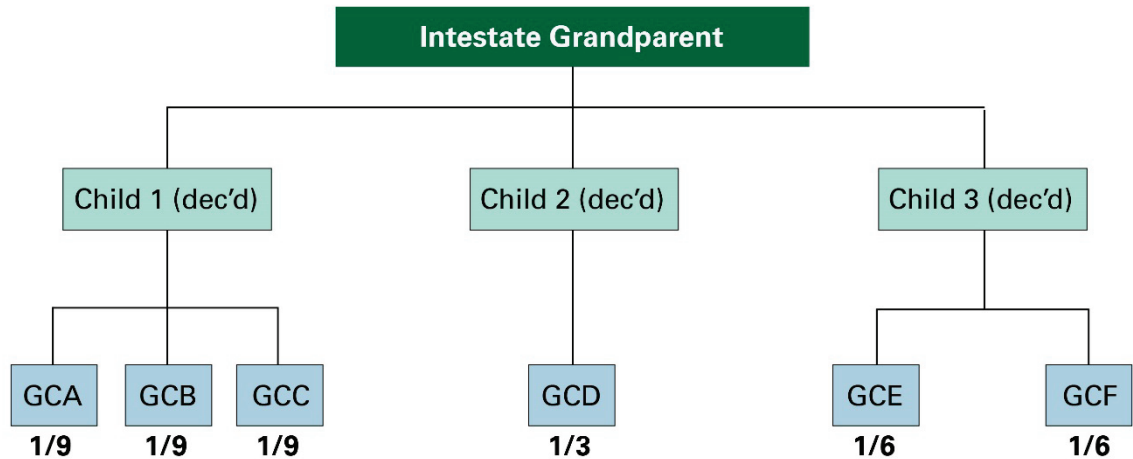 Intestate Grandparent
Child 1 (dec’d) Child 2 (dec’d) Child 3 (dec’d)
GCA GCB GCC GCD GCE GCF
1/9 1/9 1/9 1/3 1/6 1/6